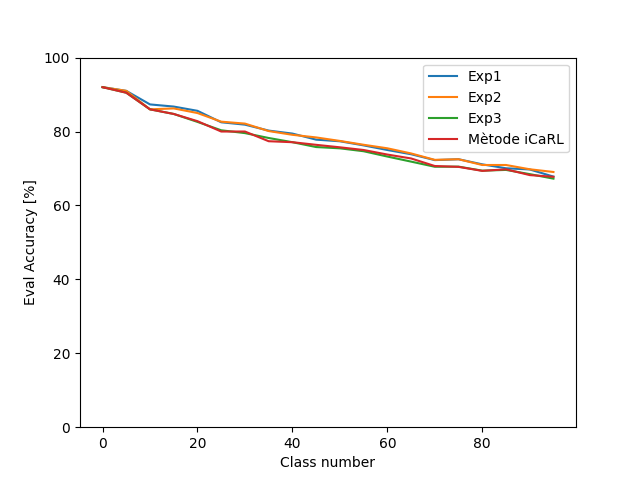 100
80
60
40
20
0
Eval Accuracy [%]
Exp1
Exp2
Exp3
Mètode iCaRL
0 20 40 60 80
Class number